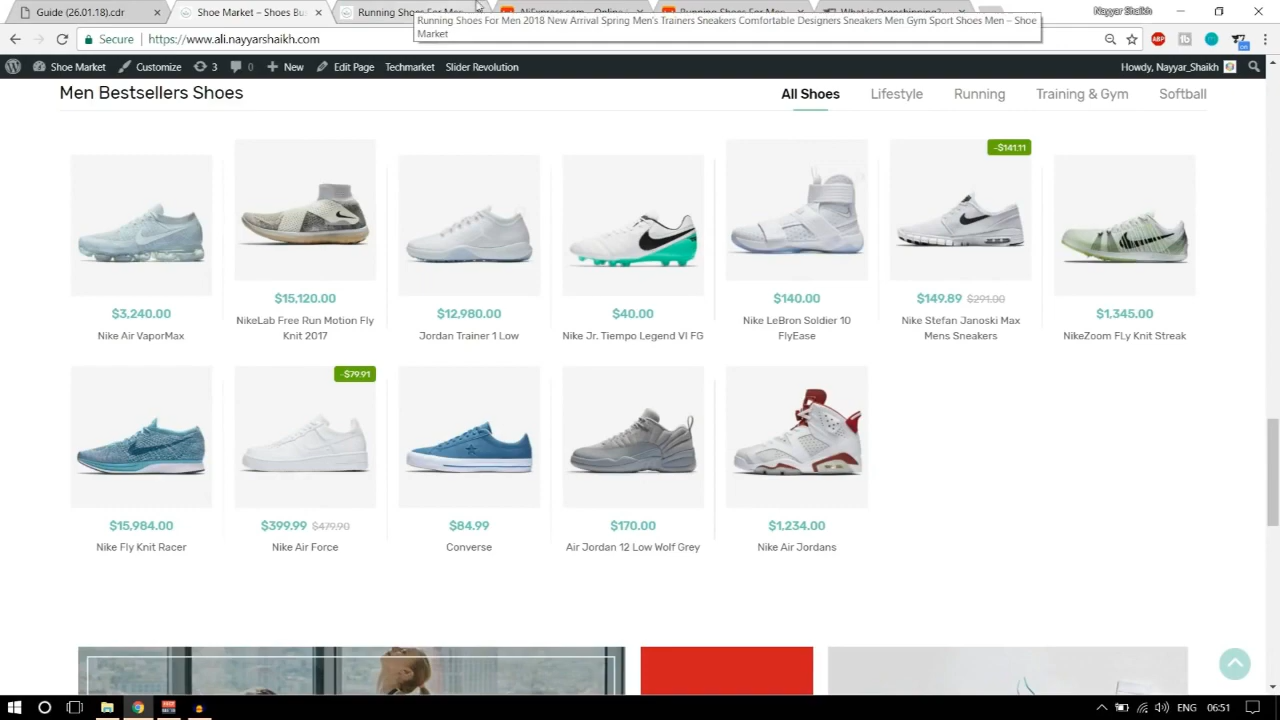 Guide (26.01.18).cdr
Shoe Market – Shoes Bu
Running Shoes For Men
AliExpress.com - Online
Running Shoes For Men
What is Dropshipping?
Nayyar Shaikh
Running Shoes For Men 2018 New Arrival Spring Men's Trainers Sneakers Comfortable Designers Sneakers Men Gym Sport Shoes Men – Shoe
Market
Secure
https://www.ali.nayyarshaikh.com
ABP
Shoe Market
Customize
3
0
New
Edit Page
Techmarket
Slider Revolution
Howdy, Nayyar_Shaikh
Men Bestsellers Shoes
All Shoes
Lifestyle
Running
Training & Gym
Softball
-$141.11
$3,240.00
Nike Air VaporMax
$15,120.00
NikeLab Free Run Motion Fly
Knit 2017
$12,980.00
Jordan Trainer 1 Low
$40.00
Nike Jr. Tiempo Legend VI FG
$140.00
Nike LeBron Soldier 10
FlyEase
$149.89 $291.00
Nike Stefan Janoski Max
Mens Sneakers
$1,345.00
NikeZoom FLy Knit Streak
-$79.91
$15,984.00
Nike Fly Knit Racer
$399.99 $479.90
Nike Air Force
$84.99
Converse
$170.00
Air Jordan 12 Low Wolf Grey
$1,234.00
Nike Air Jordans
ENG
06:51